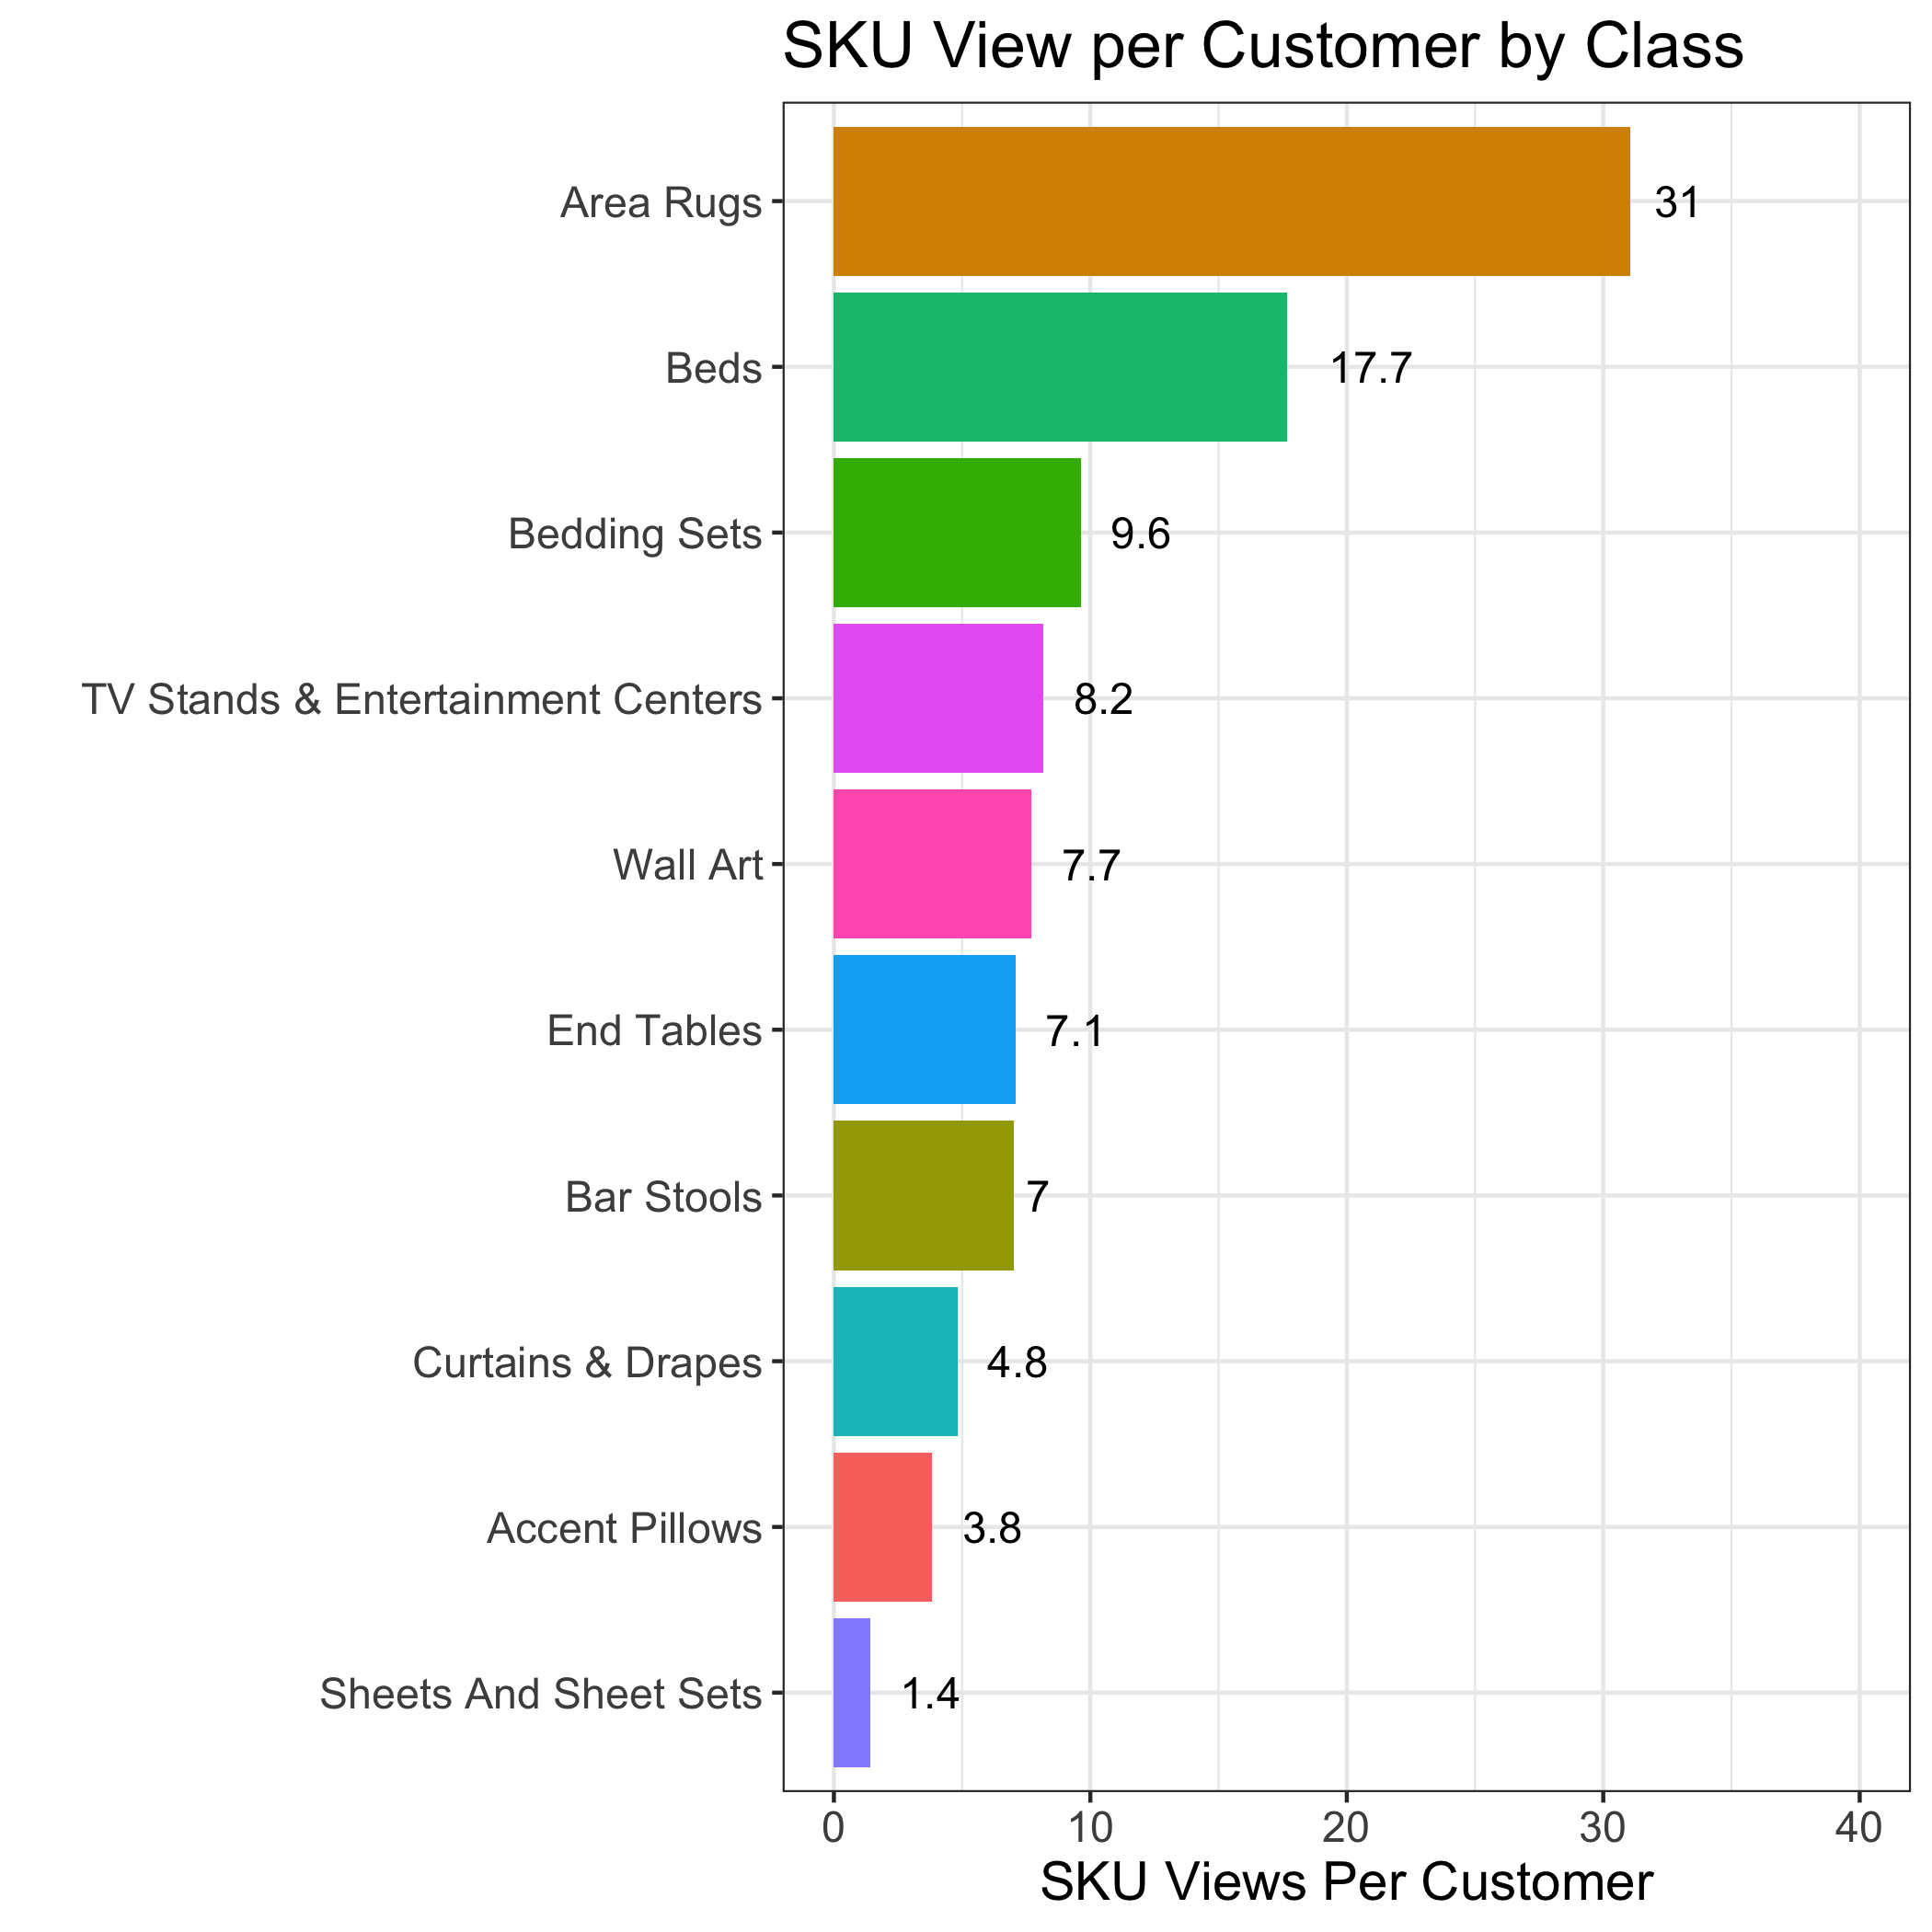 SKU View per Customer by Class
Area Rugs 31
Beds 17.7
Bedding Sets 9.6
TV Stands & Entertainment Centers 8.2
Wall Art 7.7
End Tables 7.1
Bar Stools 7
Curtains & Drapes 4.8
Accent Pillows 3.8
Sheets And Sheet Sets 1.4
0 10 20 30 40
SKU Views Per Customer